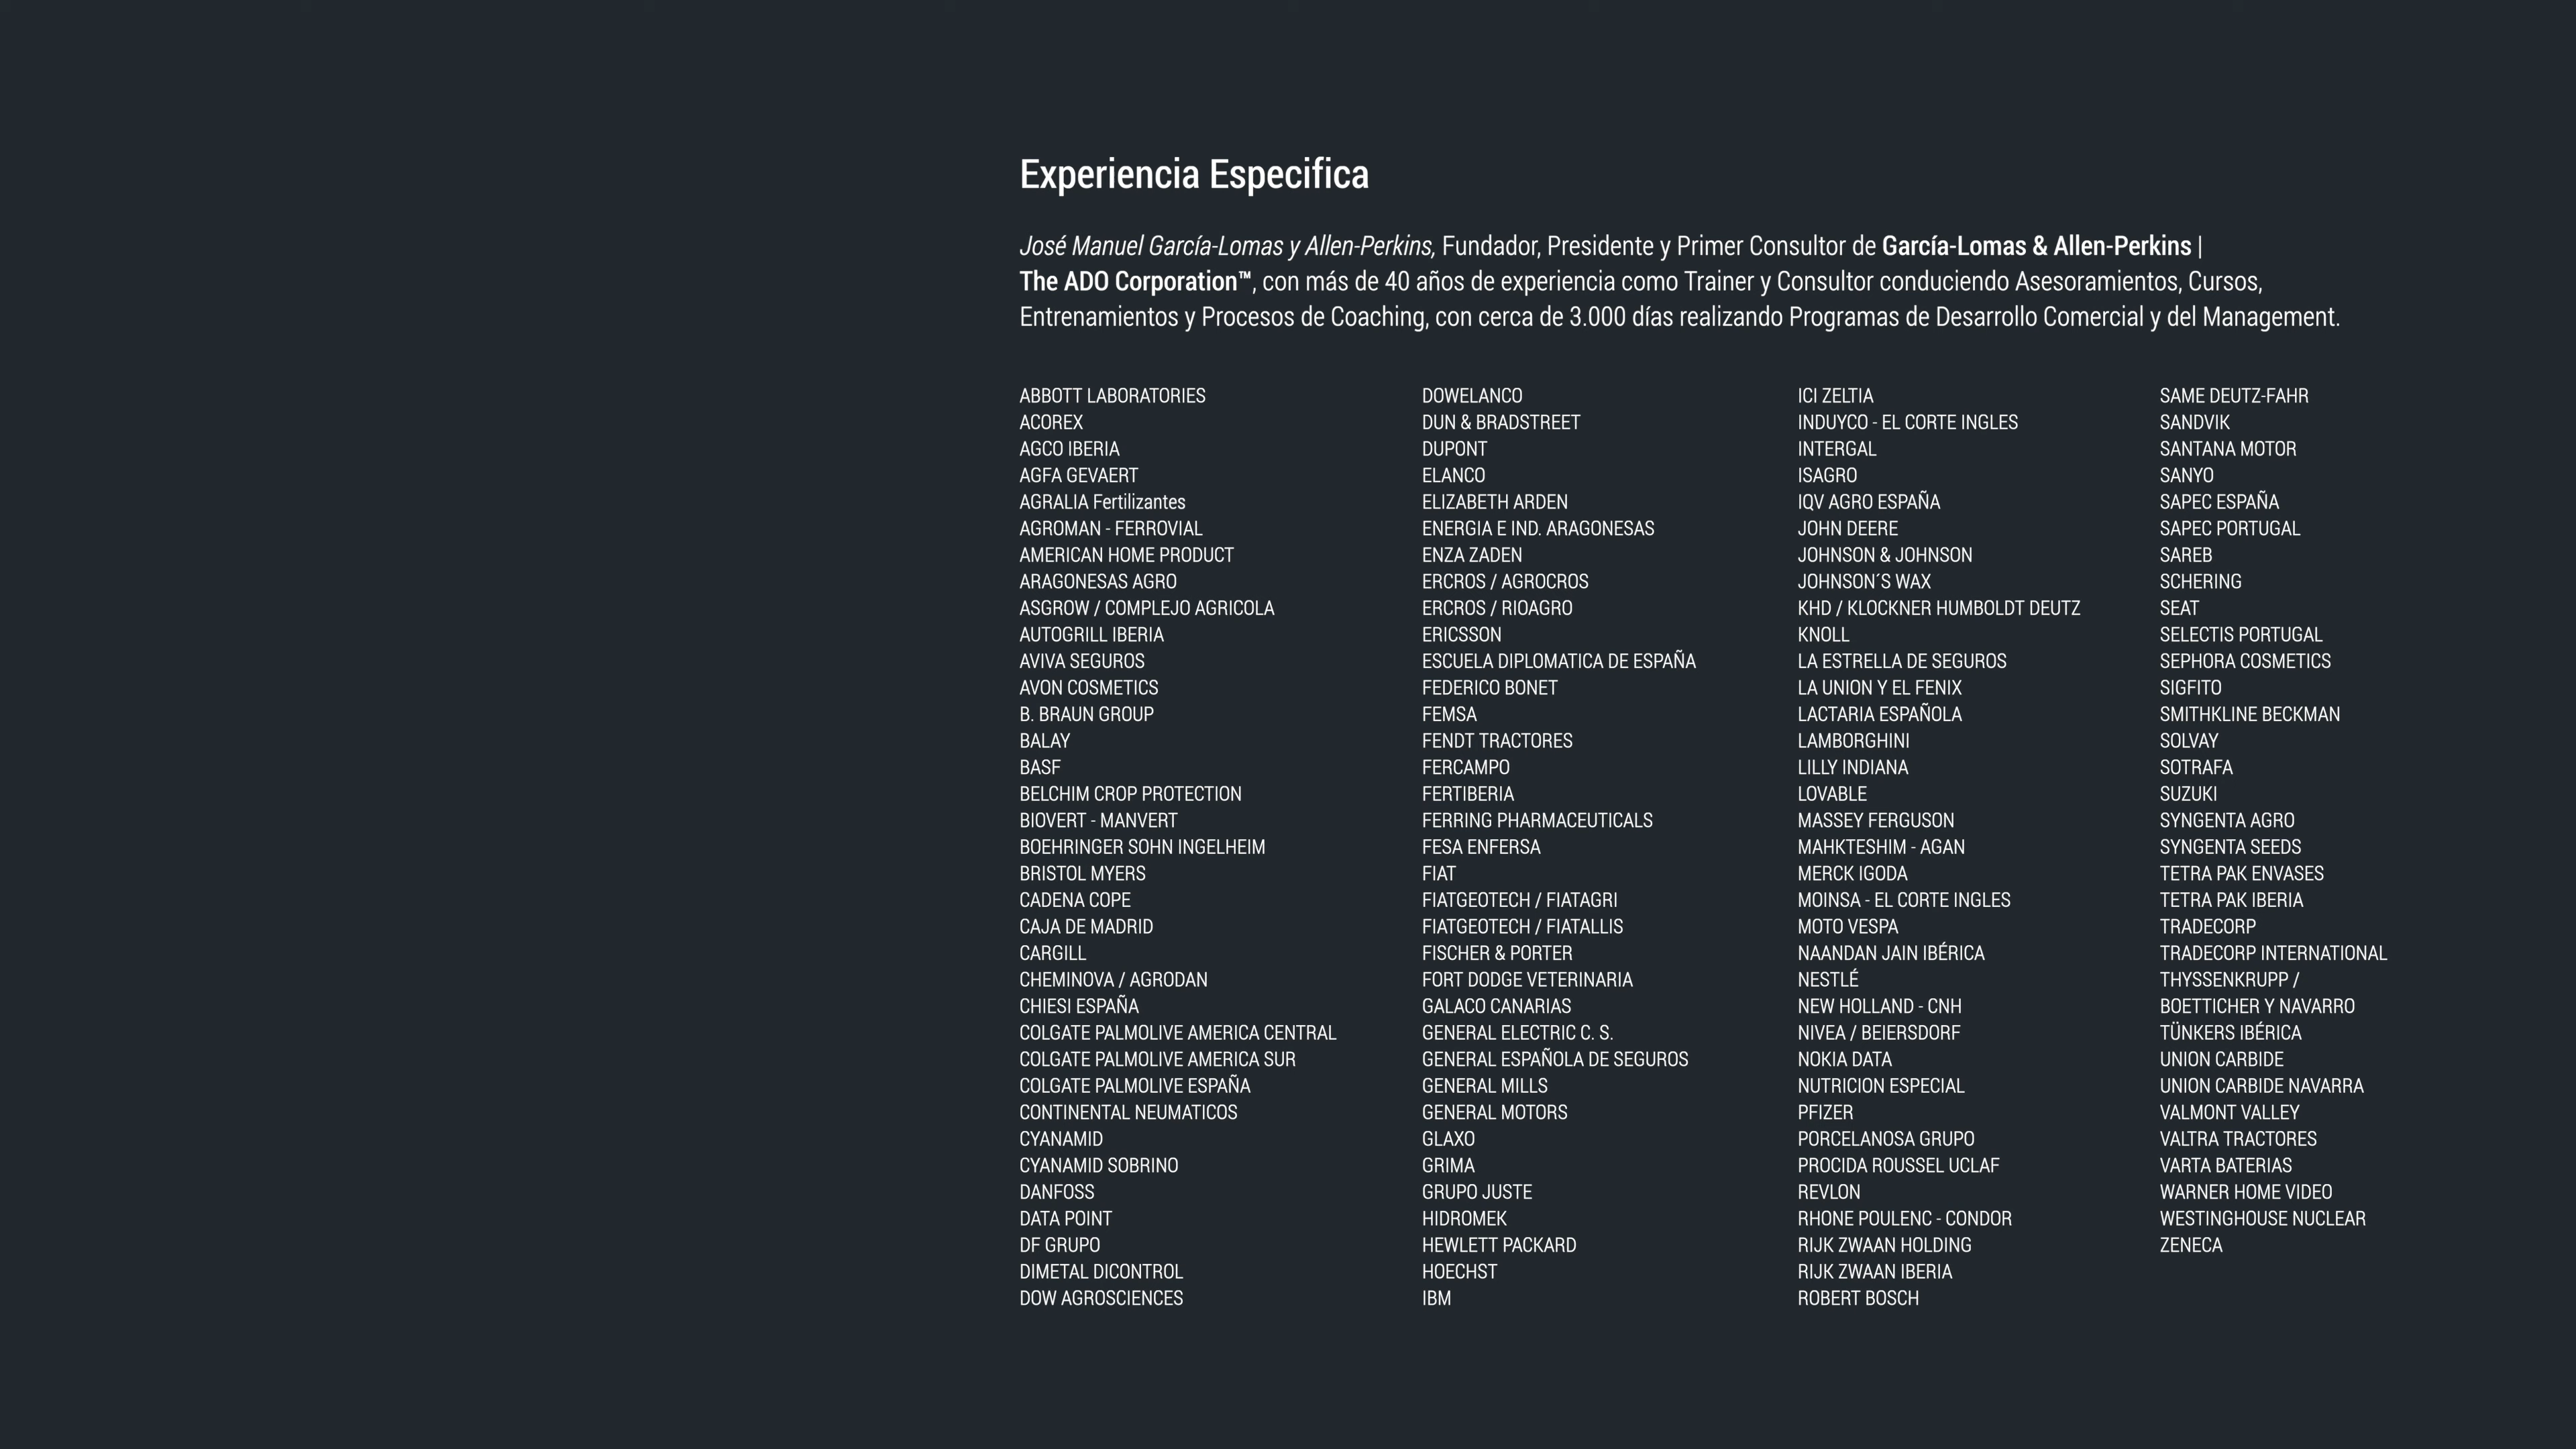 Experiencia Especifica
José Manuel García-Lomas y Allen-Perkins, Fundador, Presidente y Primer Consultor de García-Lomas & Allen-Perkins |
The ADO Corporation™, con más de 40 años de experiencia como Trainer y Consultor conduciendo Asesoramientos, Cursos,
Entrenamientos y Procesos de Coaching, con cerca de 3.000 días realizando Programas de Desarrollo Comercial y del Management.
ABBOTT LABORATORIES
ACOREX
AGCO IBERIA
AGFA GEVAERT
AGRALIA Fertilizantes
AGROMAN - FERROVIAL
AMERICAN HOME PRODUCT
ARAGONESAS AGRO
ASGROW / COMPLEJO AGRICOLA
AUTOGRILL IBERIA
AVIVA SEGUROS
AVON COSMETICS
B. BRAUN GROUP
BALAY
BASF
BELCHIM CROP PROTECTION
BIOVERT - MANVERT
BOEHRINGER SOHN INGELHEIM
BRISTOL MYERS
CADENA COPE
CAJA DE MADRID
CARGILL
CHEMINOVA / AGRODAN
CHIESI ESPAÑA
COLGATE PALMOLIVE AMERICA CENTRAL
COLGATE PALMOLIVE AMERICA SUR
COLGATE PALMOLIVE ESPAÑA
CONTINENTAL NEUMATICOS
CYANAMID
CYANAMID SOBRINO
DANFOSS
DATA POINT
DF GRUPO
DIMETAL DICONTROL
DOW AGROSCIENCES
DOWELANCO
DUN & BRADSTREET
DUPONT
ELANCO
ELIZABETH ARDEN
ENERGIA E IND. ARAGONESAS
ENZA ZADEN
ERCROS / AGROCROS
ERCROS / RIOAGRO
ERICSSON
ESCUELA DIPLOMATICA DE ESPAÑA
FEDERICO BONET
FEMSA
FENDT TRACTORES
FERCAMPO
FERTIBERIA
FERRING PHARMACEUTICALS
FESA ENFERSA
FIAT
FIATGEOTECH / FIATAGRI
FIATGEOTECH / FIATALLIS
FISCHER & PORTER
FORT DODGE VETERINARIA
GALACO CANARIAS
GENERAL ELECTRIC C. S.
GENERAL ESPAÑOLA DE SEGUROS
GENERAL MILLS
GENERAL MOTORS
GLAXO
GRIMA
GRUPO JUSTE
HIDROMEK
HEWLETT PACKARD
HOECHST
IBM
ICI ZELTIA
INDUYCO - EL CORTE INGLES
INTERGAL
ISAGRO
IQV AGRO ESPAÑA
JOHN DEERE
JOHNSON & JOHNSON
JOHNSON´S WAX
KHD / KLOCKNER HUMBOLDT DEUTZ
KNOLL
LA ESTRELLA DE SEGUROS
LA UNION Y EL FENIX
LACTARIA ESPAÑOLA
LAMBORGHINI
LILLY INDIANA
LOVABLE
MASSEY FERGUSON
MAHKTESHIM - AGAN
MERCK IGODA
MOINSA - EL CORTE INGLES
MOTO VESPA
NAANDAN JAIN IBÉRICA
NESTLÉ
NEW HOLLAND - CNH
NIVEA / BEIERSDORF
NOKIA DATA
NUTRICION ESPECIAL
PFIZER
PORCELANOSA GRUPO
PROCIDA ROUSSEL UCLAF
REVLON
RHONE POULENC - CONDOR
RIJK ZWAAN HOLDING
RIJK ZWAAN IBERIA
ROBERT BOSCH
SAME DEUTZ-FAHR
SANDVIK
SANTANA MOTOR
SANYO
SAPEC ESPAÑA
SAPEC PORTUGAL
SAREB
SCHERING
SEAT
SELECTIS PORTUGAL
SEPHORA COSMETICS
SIGFITO
SMITHKLINE BECKMAN
SOLVAY
SOTRAFA
SUZUKI
SYNGENTA AGRO
SYNGENTA SEEDS
TETRA PAK ENVASES
TETRA PAK IBERIA
TRADECORP
TRADECORP INTERNATIONAL
THYSSENKRUPP /
BOETTICHER Y NAVARRO
TÜNKERS IBÉRICA
UNION CARBIDE
UNION CARBIDE NAVARRA
VALMONT VALLEY
VALTRA TRACTORES
VARTA BATERIAS
WARNER HOME VIDEO
WESTINGHOUSE NUCLEAR
ZENECA